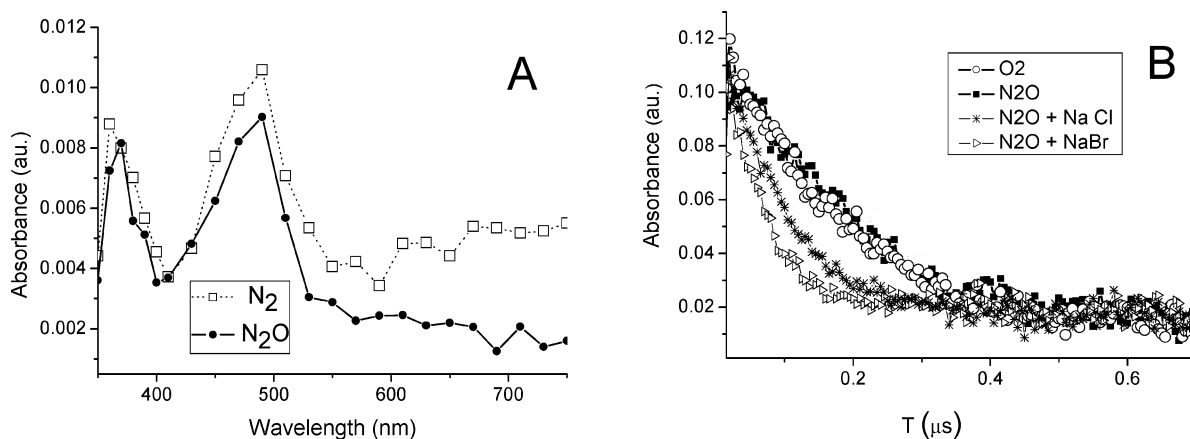 A
Absorbance (au.)
0.012
0.010
0.008
0.006
0.004
0.002
400
500
600
700
Wavelength (nm)
N2
N2O
B
Absorbance (au.)
0.12
0.10
0.08
0.06
0.04
0.02
0.2
0.4
0.6
T (μs)
O2
N2O
N2O + Na Cl
N2O + NaBr